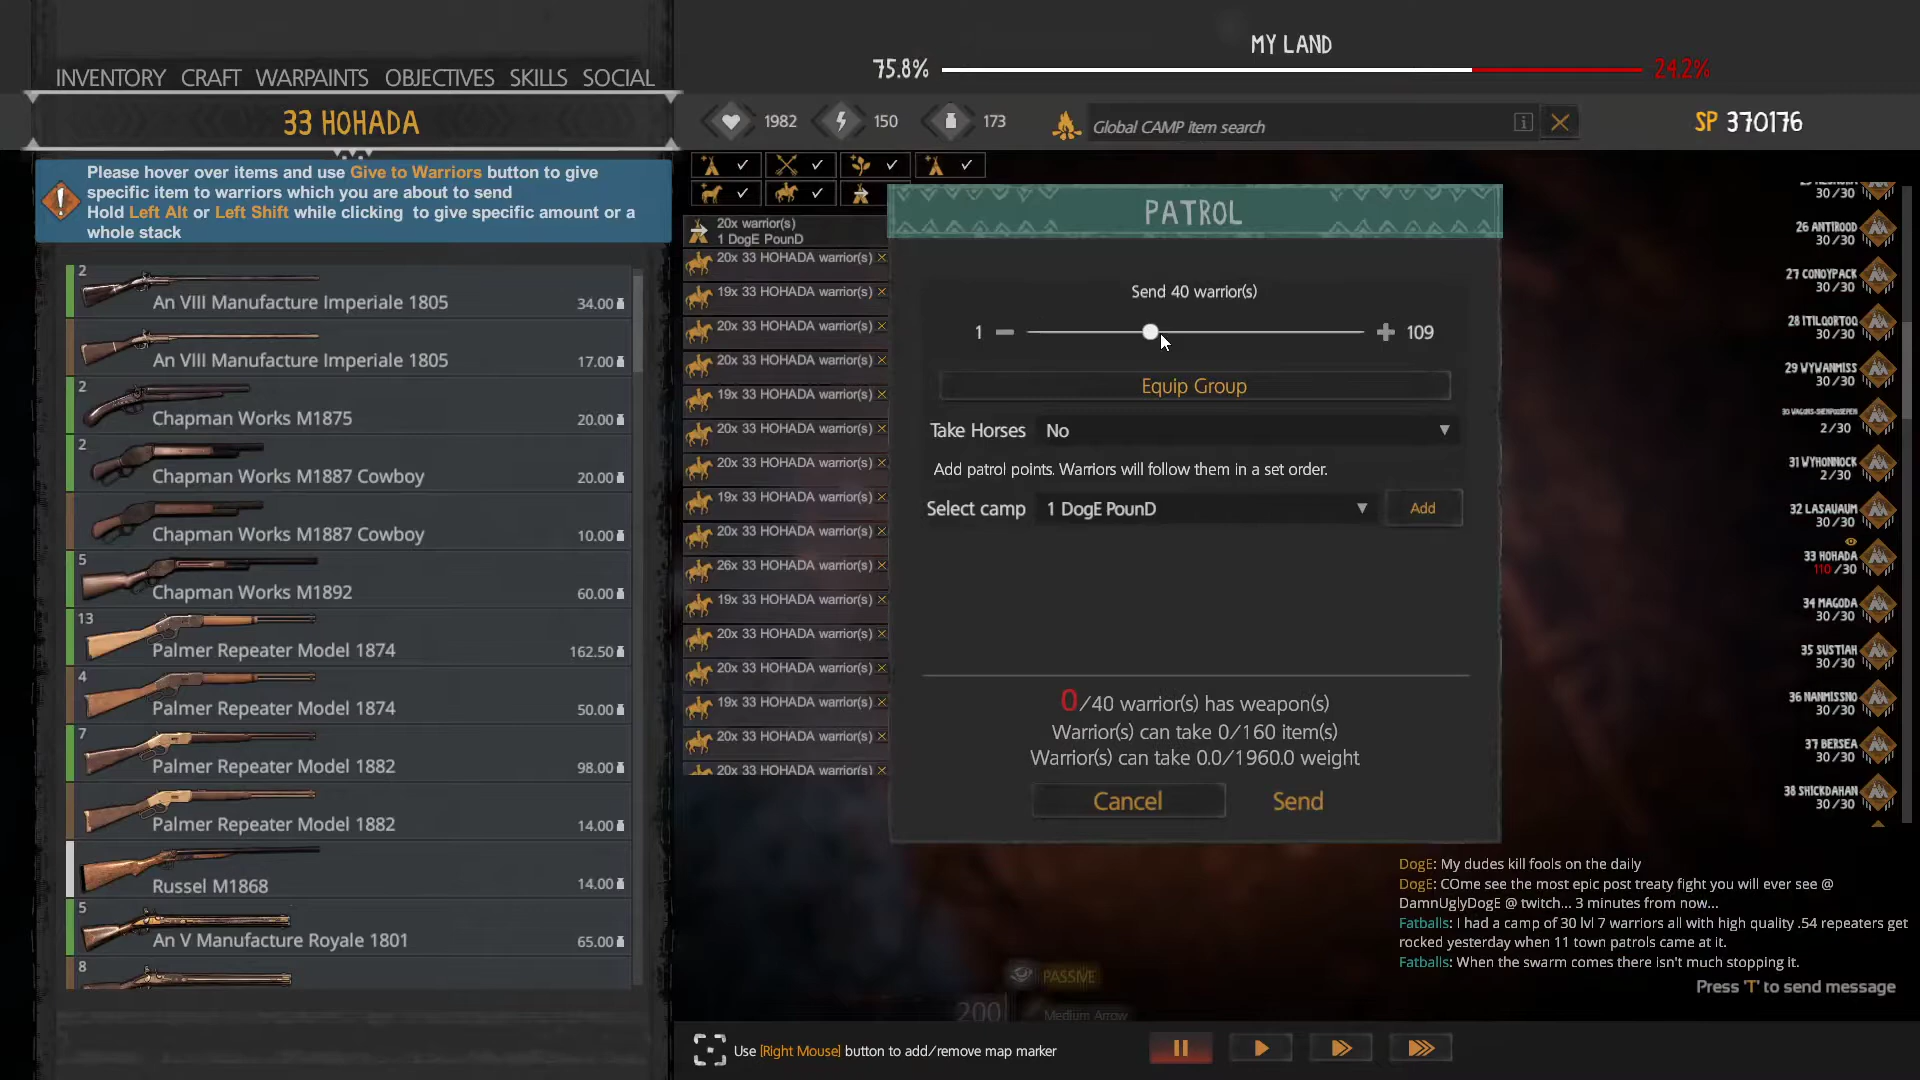 MY LAND
75.8%
24.2%
INVENTORY CRAFT WARPAINTS OBJECTIVES SKILLS SOCIAL
33 HOHADA
1982
150
173
Global CAMP item search
SP 370176
Please hover over items and use Give to Warriors button to give
specific item to warriors which you are about to send
Hold Left Alt or Left Shift while clicking to give specific amount or a
whole stack
2
An VIII Manufacture Imperiale 1805
34.00
An VIII Manufacture Imperiale 1805
17.00
2
Chapman Works M1875
20.00
2
Chapman Works M1887 Cowboy
20.00
Chapman Works M1887 Cowboy
10.00
5
Chapman Works M1892
60.00
13
Palmer Repeater Model 1874
162.50
4
Palmer Repeater Model 1874
50.00
7
Palmer Repeater Model 1882
98.00
Palmer Repeater Model 1882
14.00
Russel M1868
14.00
5
An V Manufacture Royale 1801
65.00
8
20x warrior(s)
1 DogE PounD
20x 33 HOHADA warrior(s)
19x 33 HOHADA warrior(s)
20x 33 HOHADA warrior(s)
20x 33 HOHADA warrior(s)
19x 33 HOHADA warrior(s)
20x 33 HOHADA warrior(s)
20x 33 HOHADA warrior(s)
19x 33 HOHADA warrior(s)
20x 33 HOHADA warrior(s)
26x 33 HOHADA warrior(s)
19x 33 HOHADA warrior(s)
20x 33 HOHADA warrior(s)
20x 33 HOHADA warrior(s)
19x 33 HOHADA warrior(s)
20x 33 HOHADA warrior(s)
20x 33 HOHADA warrior(s)
PATROL
Send 40 warrior(s)
1
109
Equip Group
Take Horses No
Add patrol points. Warriors will follow them in a set order.
Select camp 1 DogE PounD
Add
0/40 warrior(s) has weapon(s)
Warrior(s) can take 0/160 item(s)
Warrior(s) can take 0.0/1960.0 weight
Cancel
Send
30/30
26 ANTIROOD
30/30
27 CONOYPACK
30/30
28 ITILQORTOQ
30/30
29 WYWANMISS
30/30
2/30
31 WYHONNOCK
2/30
32 LASAUAUM
30/30
33 HOHADA
110 /30
34 MAGODA
30/30
35 SUSTIAH
30/30
36 NANMISSNO
30/30
37 BERSEA
30/30
38 SHICKDAHAN
30/30
DogE: My dudes kill fools on the daily
DogE: COme see the most epic post treaty fight you will ever see @
DamnUglyDogE @ twitch... 3 minutes from now...
Fatballs: I had a camp of 30 lvl 7 warriors all with high quality .54 repeaters get
rocked yesterday when 11 town patrols came at it.
Fatballs: When the swarm comes there isn't much stopping it.
Press 'T' to send message
PASSIVE
200
Medium Arrow
Use [Right Mouse] button to add/remove map marker